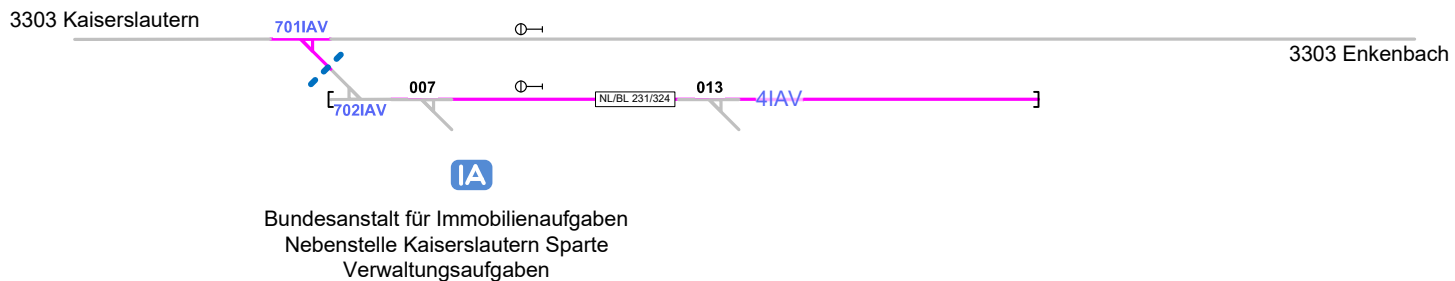 3303 Kaiserslautern
701IAV
3303 Enkenbach
007
NL/BL 231/324
013
4IAV
702IAV
IA
Bundesanstalt für Immobilienaufgaben
Nebenstelle Kaiserslautern Sparte
Verwaltungsaufgaben